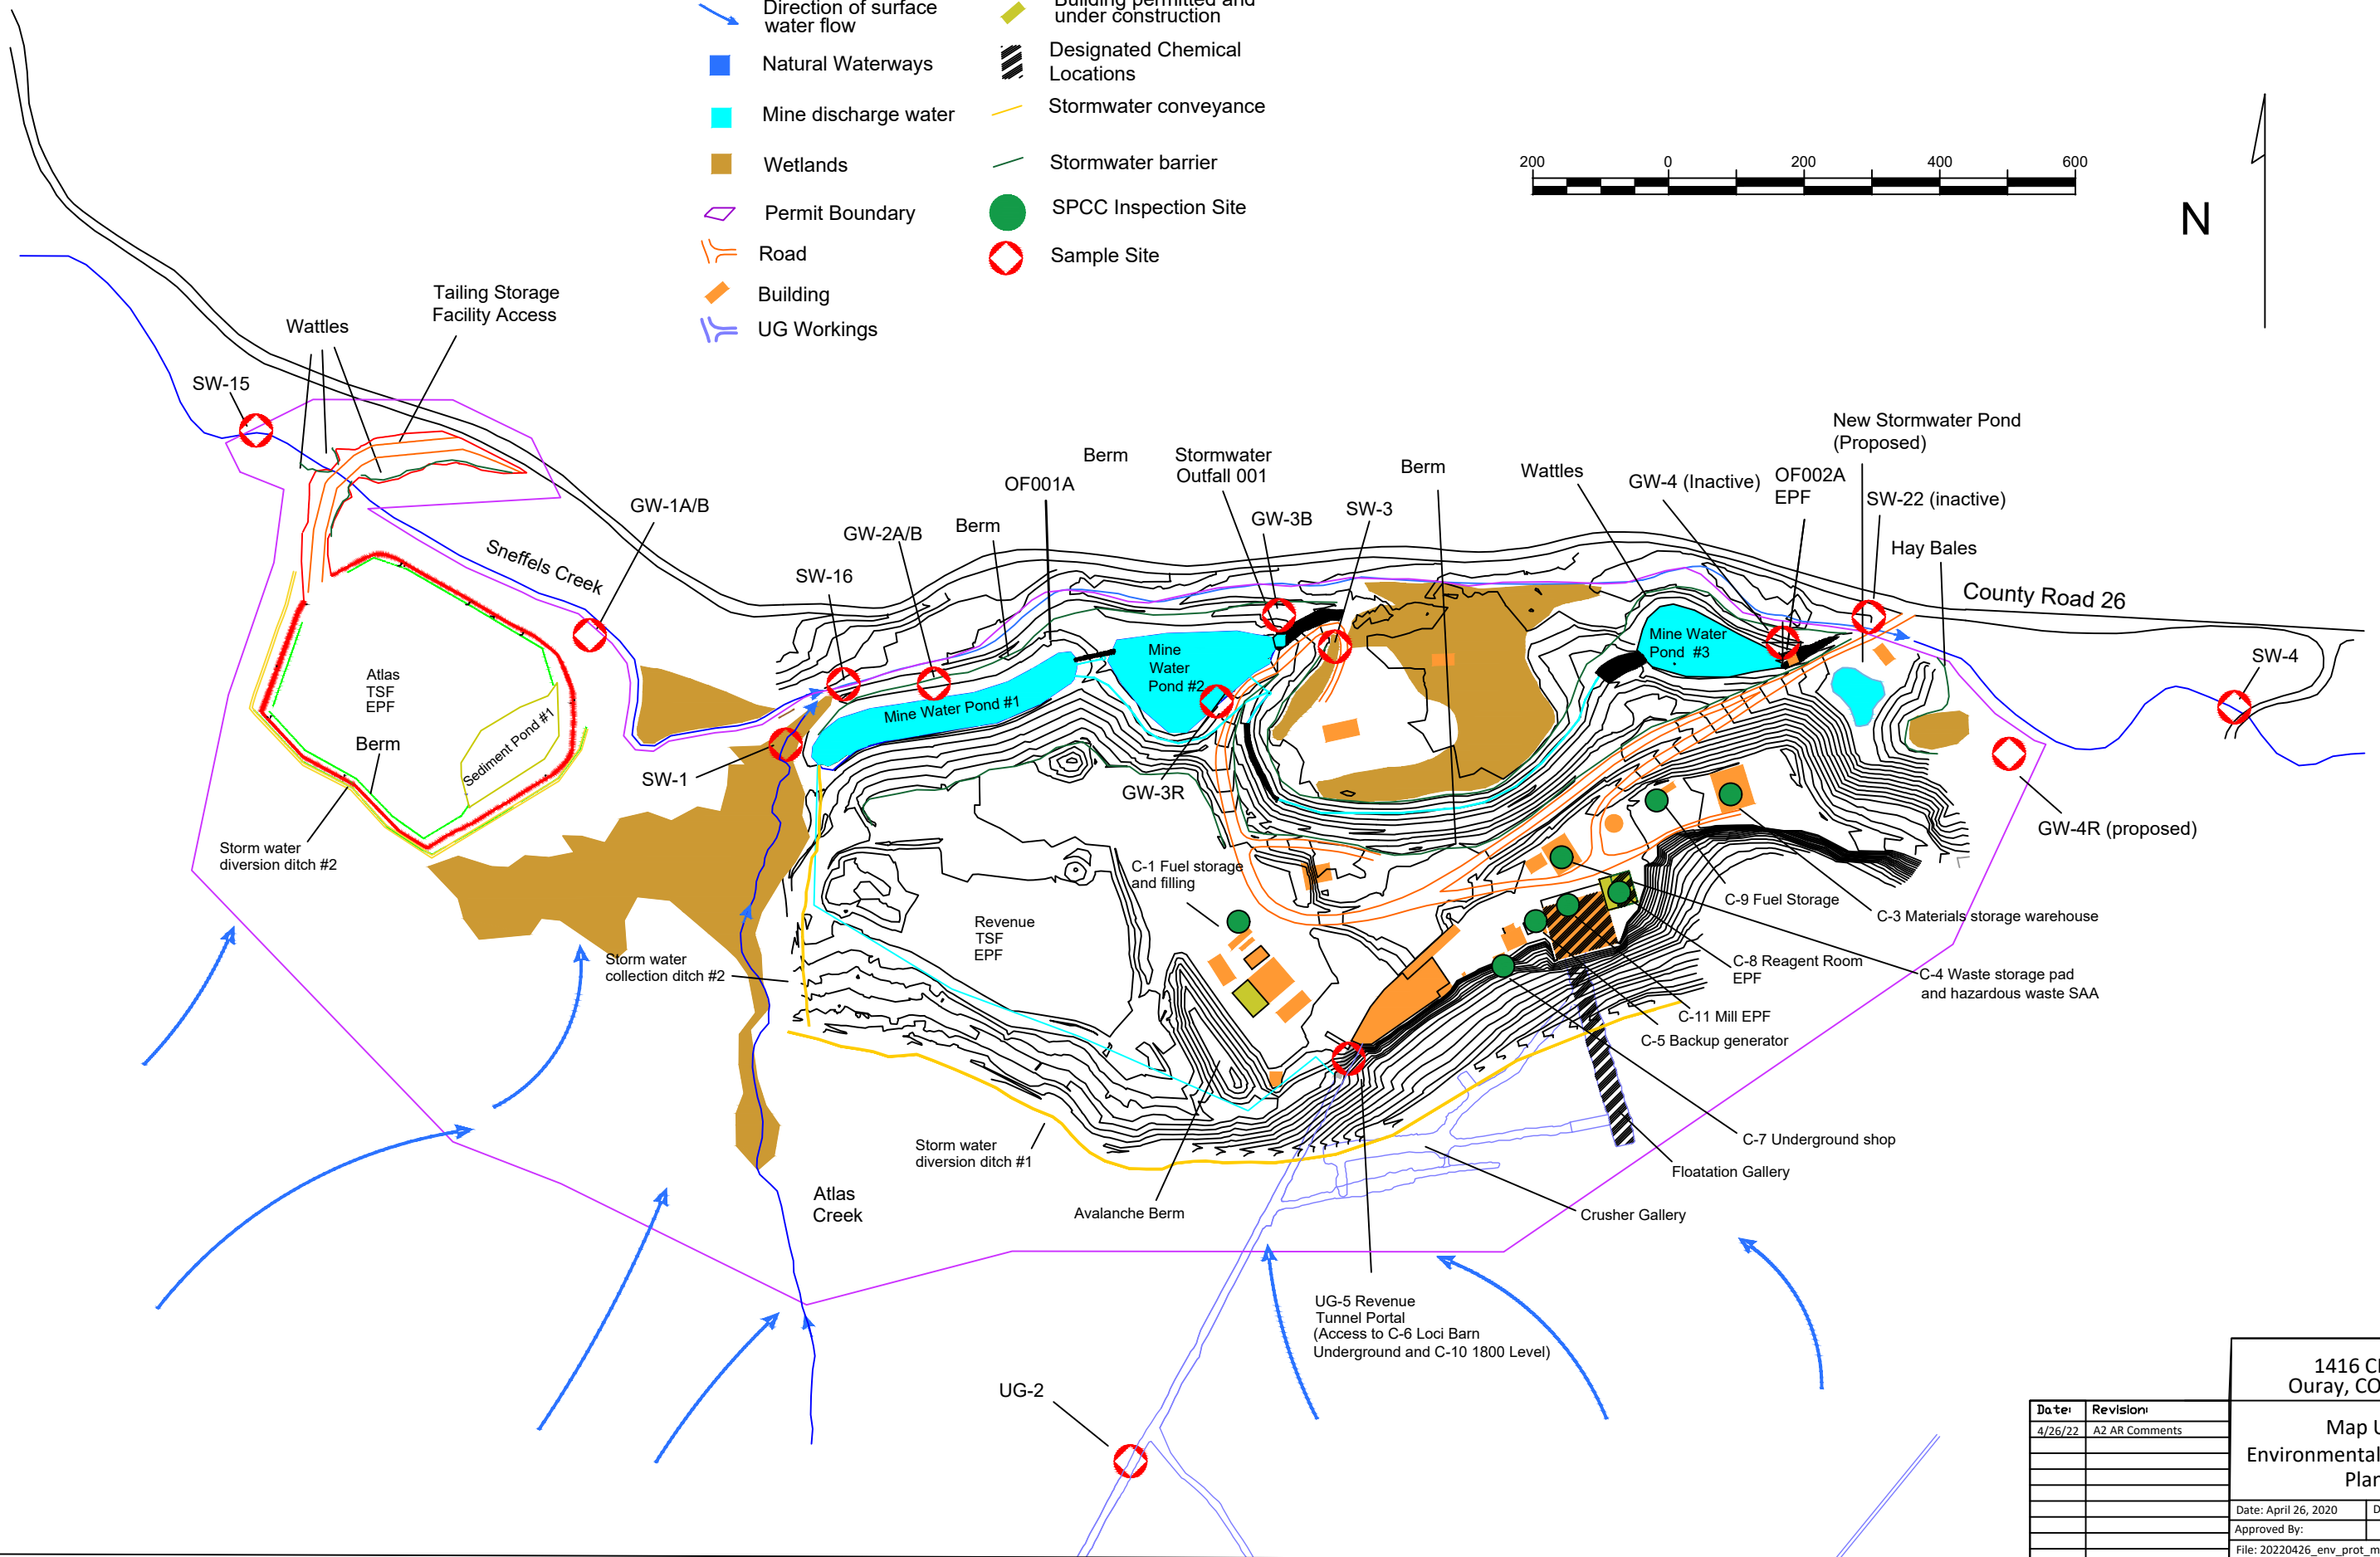 Direction of surface
water flow
Natural Waterways
Mine discharge water
Wetlands
Permit Boundary
Road
Building
UG Workings
Building permitted and
under construction
Designated Chemical
Locations
Stormwater conveyance
Stormwater barrier
SPCC Inspection Site
Sample Site
200 0 200 400 600
N
Tailing Storage
Facility Access
Wattles
SW-15
GW-1A/B
Sneffels Creek
GW-2A/B
SW-16
Berm
OF001A
Berm
Stormwater
Outfall 001
GW-3B
SW-3
Berm
Wattles
GW-4 (Inactive)
OF002A
EPF
New Stormwater Pond
(Proposed)
SW-22 (inactive)
Hay Bales
County Road 26
SW-4
GW-4R (proposed)
Atlas
TSF
EPF
Berm
Sediment Pond #1
Storm water
diversion ditch #2
SW-1
Mine Water Pond #1
Mine
Water
Pond #2
Mine Water
Pond #3
GW-3R
C-1 Fuel storage
and filling
Revenue
TSF
EPF
Storm water
collection ditch #2
C-9 Fuel Storage
C-3 Materials storage warehouse
C-8 Reagent Room
EPF
C-4 Waste storage pad
and hazardous waste SAA
C-11 Mill EPF
C-5 Backup generator
C-7 Underground shop
Floatation Gallery
Crusher Gallery
Storm water
diversion ditch #1
Avalanche Berm
Atlas
Creek
UG-5 Revenue
Tunnel Portal
(Access to C-6 Loci Barn
Underground and C-10 1800 Level)
UG-2
Date: Revision:
4/26/22 A2 AR Comments
1416
Ouray, CO
Map
Environmental
Date: April 26, 2020
Approved By:
File: 20220426_env_prot_m